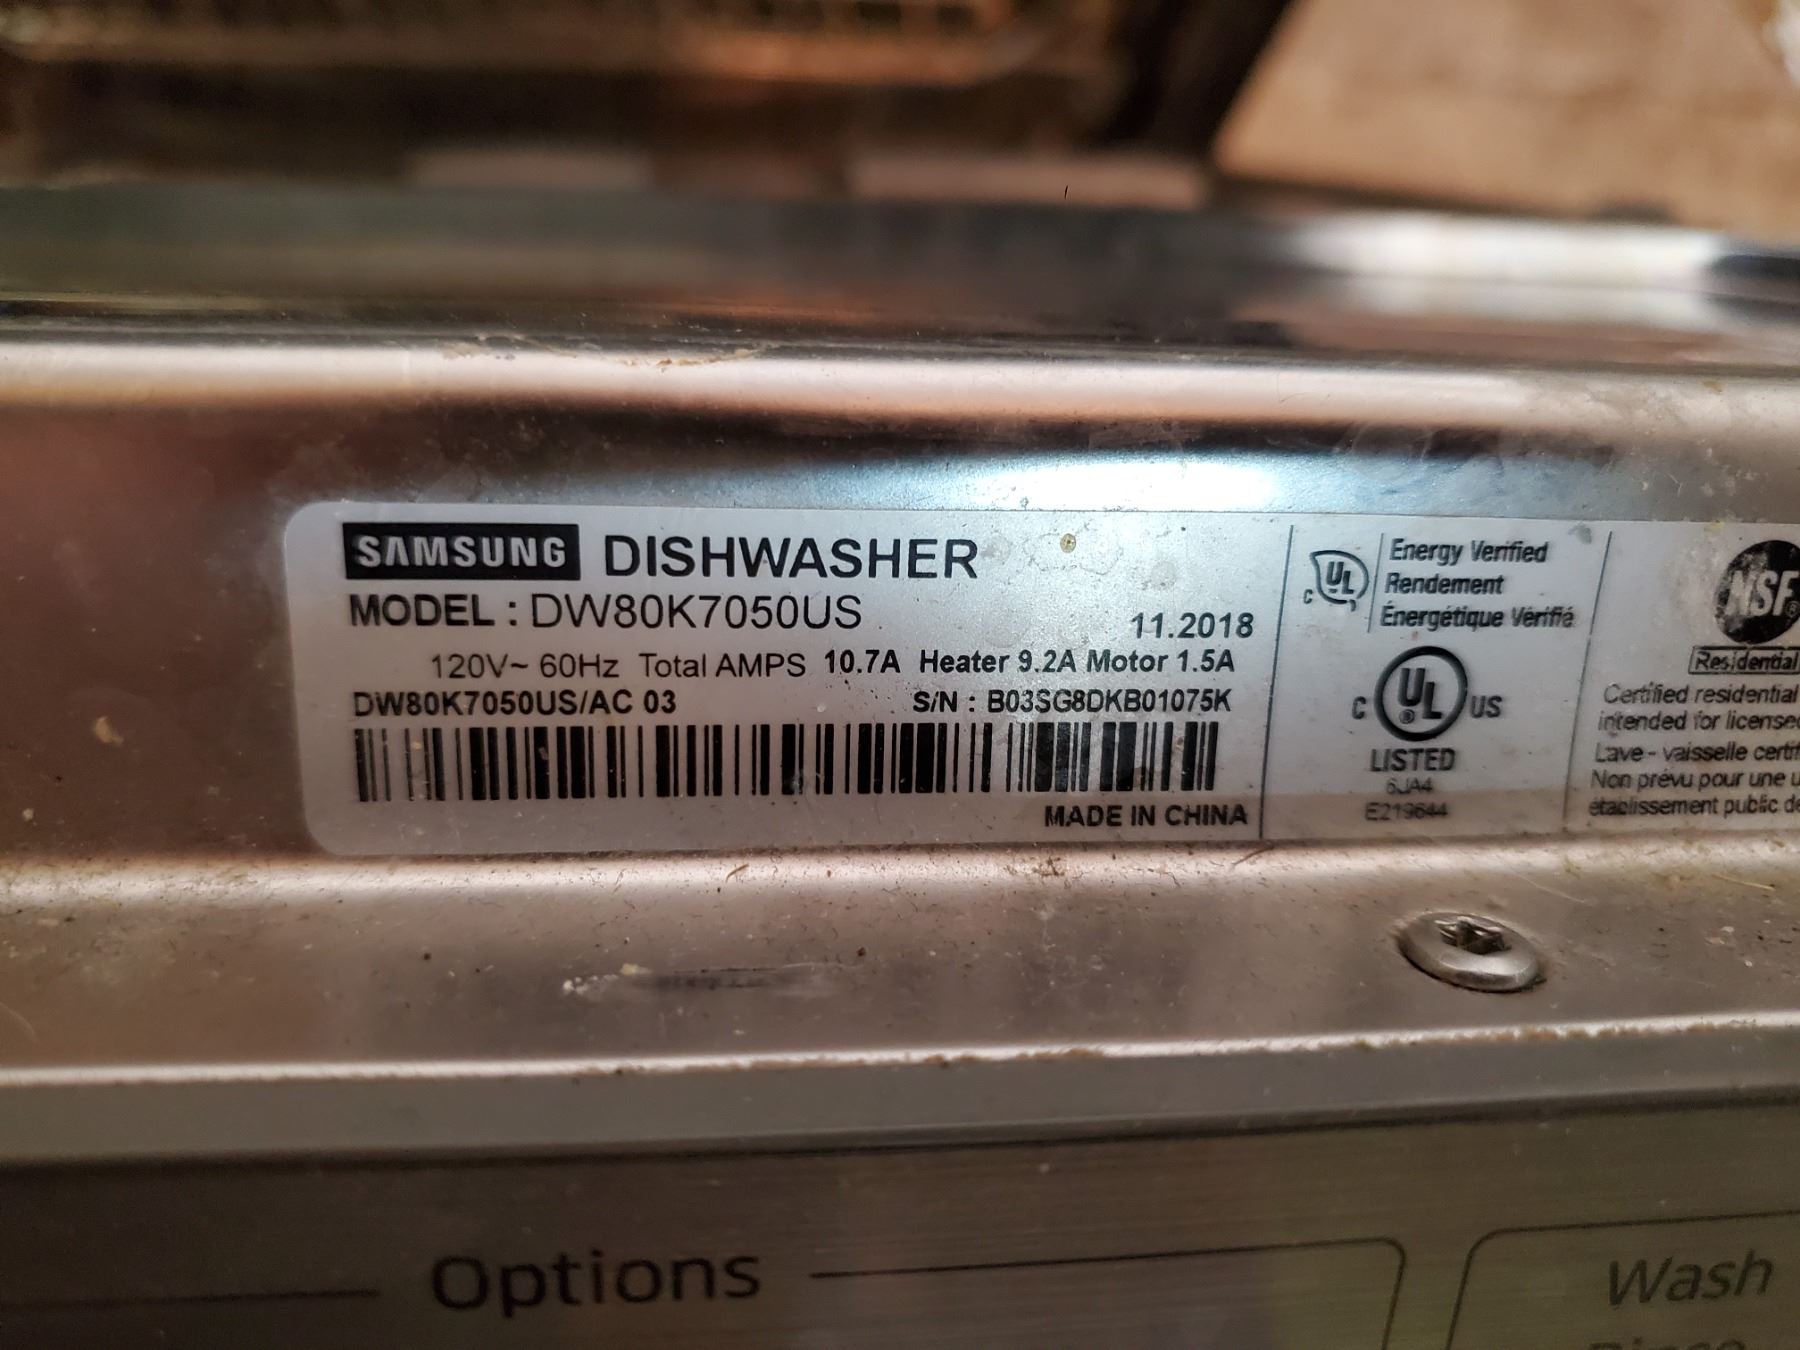 SAMSUNG DISHWASHER
MODEL : DW80K7050US
11.2018
120V~ 60Hz Total AMPS 10.7A Heater 9.2A Motor 1.5A
DW80K7050US/AC 03
S/N : B03SG8DKB01075K
MADE IN CHINA
C UL
Energy Verified
Rendement
Énergétique Vérifié
C UL® US
LISTED
6JA4
E219644
NSF®
Residential
Certified residential
intended for license
Lave - vaisselle certif
Non prévu pour une u
établissement public de
Options
Wash